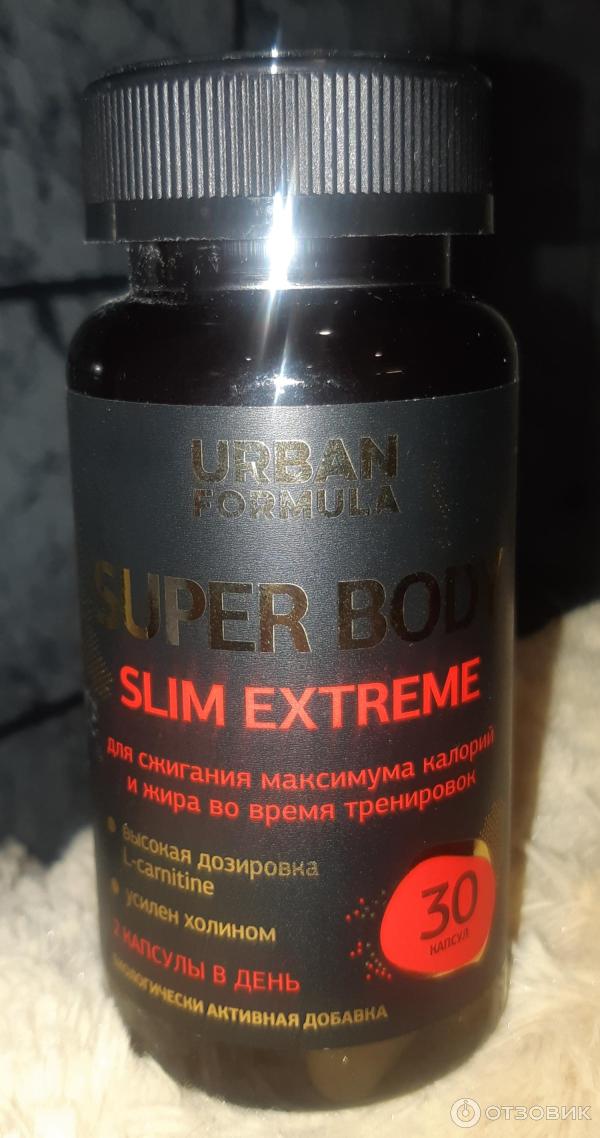 URBAN
FORMULA
SUPER BODY
SLIM EXTREME
для сжигания максимума калорий
и жира во время тренировок
высокая дозировка
L-carnitine
усилен холином
2 КАПСУЛЫ В ДЕНЬ
30
КАПСУЛ
БИОЛОГИЧЕСКИ АКТИВНАЯ ДОБАВКА
ОТЗОВИК